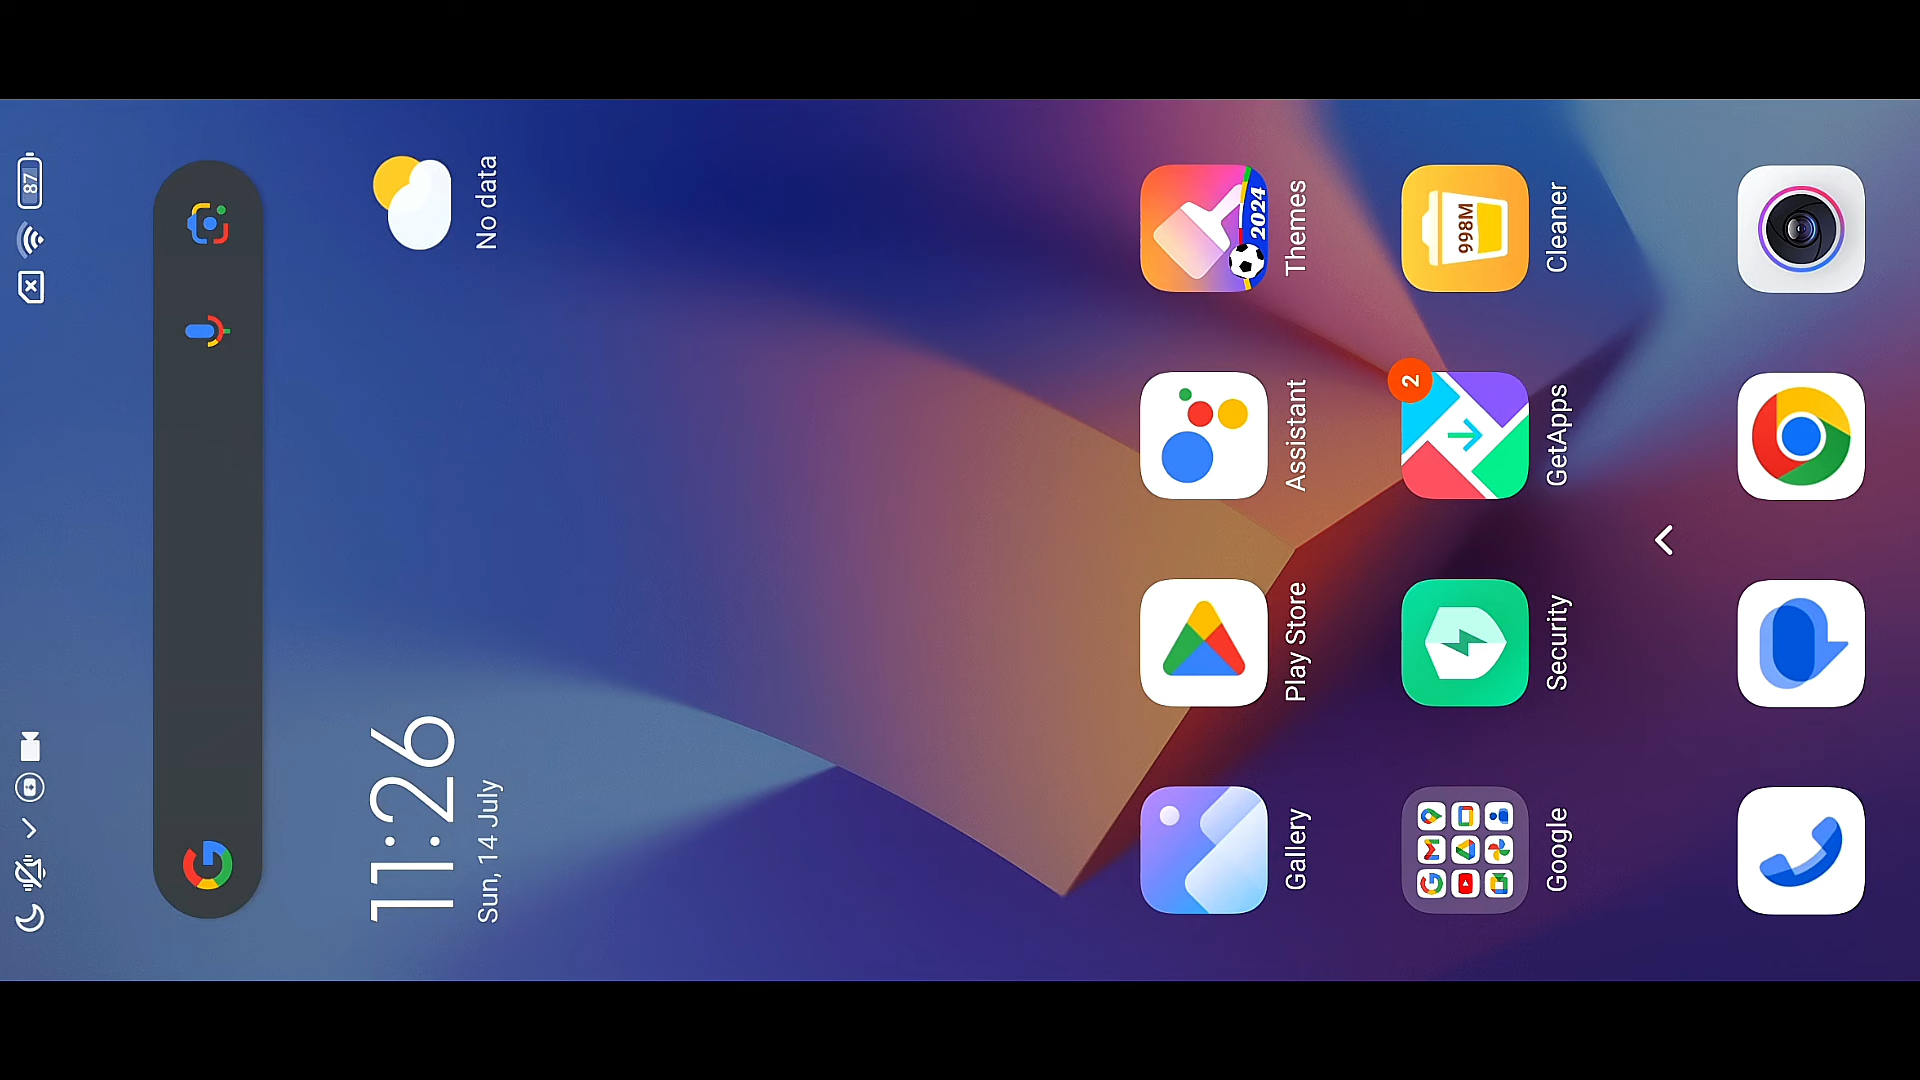 87
11:26
Sun, 14 July
No data
2024
Gallery
Play Store
Assistant
Themes
998M
2
Google
Security
GetApps
Cleaner